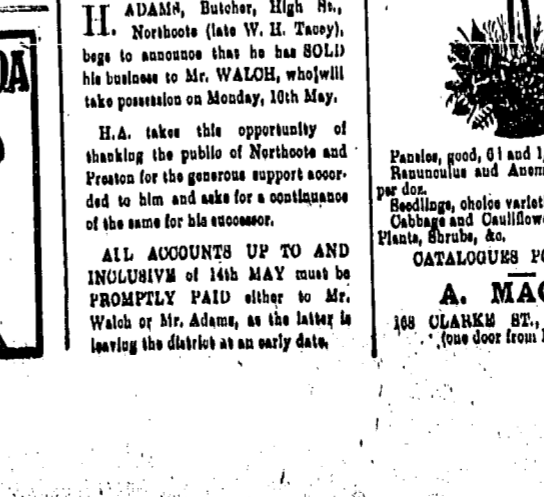 DA
H. ADAMS, Butcher, High St.,
Northcote (late W. H. Tacey),
begs to announce that he has SOLD
his business to Mr. WALCH, who will
take possession on Monday, 16th May.
H.A. takes this opportunity of
thanking the public of Northcote and
Preston for the generous support accor-
ded to him and asks for a continuance
of the same for his successor.
ALL ACCOUNTS UP TO AND
INCLUSIVE of 14th MAY must be
PROMPTLY PAID either to Mr.
Walch or Mr. Adams, as the latter is
leaving the district at an early date.
Pansies, good, 6d and 1
Ranunculus and Anem
per doz.
Seedlings, choice variet
Cabbage and Cauliflow
Plants, Shrubs, &c.
CATALOGUES PO
A. MAC
168 CLARKE ST.,
(one door from